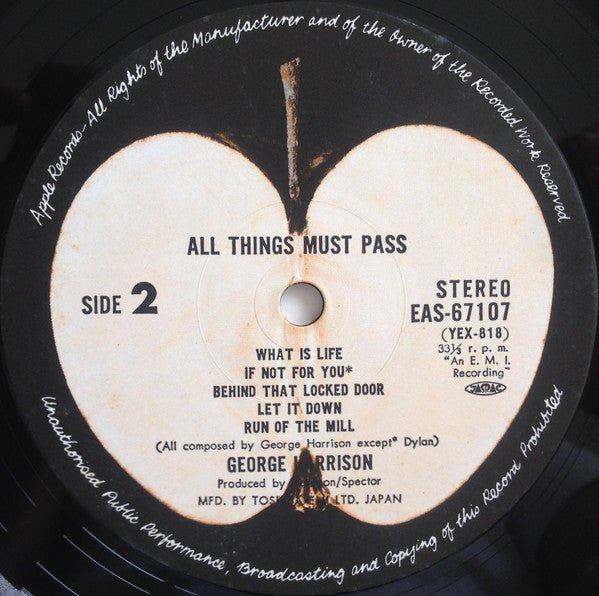 Apple Records-All Rights of the Manufacturer and of the Owner of the Recorded Work Reserved
ALL THINGS MUST PASS
SIDE 2
STEREO
EAS-67107
(YEX-818)
33⅓ r. p. m.
"An E. M. I.
Recording"
JASRAC
WHAT IS LIFE
IF NOT FOR YOU*
BEHIND THAT LOCKED DOOR
LET IT DOWN
RUN OF THE MILL
(All composed by George Harrison except* Dylan)
GEORGE HARRISON
Produced by /Spector
MFD. BY LTD. JAPAN
Unauthorised Public Performance, Broadcasting and Copying of this Record Prohibited